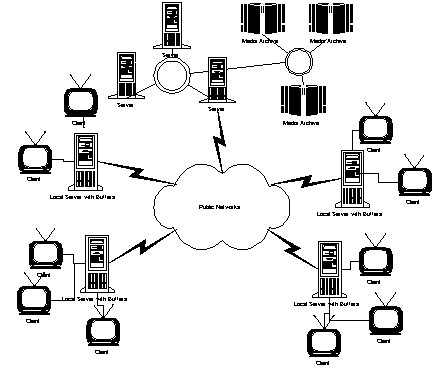 Media Archive
Media Archive
Server
Server
Server
Media Archive
Client
Client
Client
Client
Local Server with Buffers
Public Networks
Local Server with Buffers
Client
Client
Local Server with Buffers
Local Server with Buffers
Client
Client
Client
Client